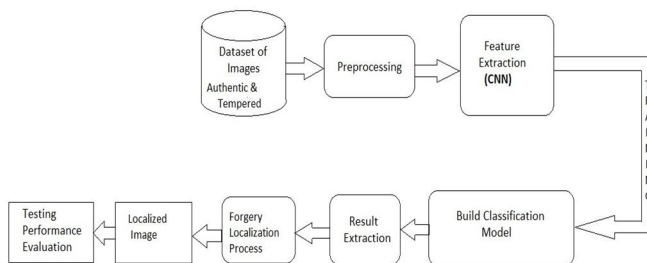 Dataset of
Images
Authentic &
Tempered
Preprocessing
Feature
Extraction
(CNN)
Build Classification
Model
Result
Extraction
Forgery
Localization
Process
Localized
Image
Testing
Performance
Evaluation